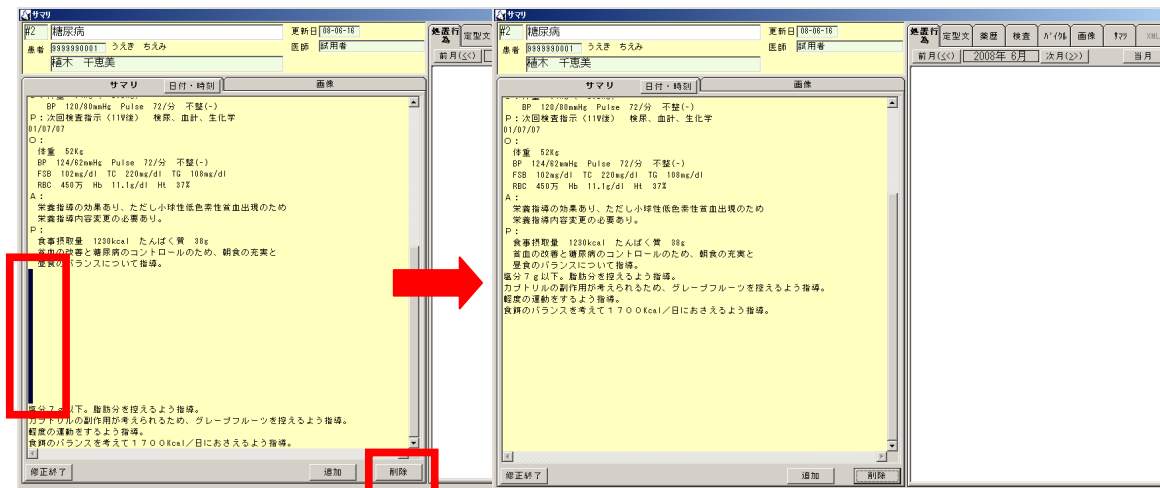 サマリ
#2 糖尿病
更新日 08-06-16
患者 9999990001 うえき ちえみ
医師 試用者
植木 千恵美
処置行為 定型文
前月(<<)
サマリ 日付・時刻 画像
BP 120/80mmHg Pulse 72/分 不整(-)
P：次回検査指示（11W後） 検尿、血計、生化学
01/07/07
O：
体重 52Kg
BP 124/62mmHg Pulse 72/分 不整(-)
FSB 102mg/dl TC 220mg/dl TG 108mg/dl
RBC 450万 Hb 11.1g/dl Ht 37%
A：
栄養指導の効果あり、ただし小球性低色素性貧血出現のため
栄養指導内容変更の必要あり。
P：
食事摂取量 1230kcal たんぱく質 38g
貧血の改善と糖尿病のコントロールのため、朝食の充実と
昼食のバランスについて指導。
塩分７ｇ以下。脂肪分を控えるよう指導。
カプトリルの副作用が考えられるため、グレープフルーツを控えるよう指導。
軽度の運動をするよう指導。
食餌のバランスを考えて１７００Kcal／日におさえるよう指導。
修正終了 追加 削除
サマリ
#2 糖尿病
更新日 08-06-16
患者 9999990001 うえき ちえみ
医師 試用者
植木 千恵美
処置行為 定型文 薬歴 検査 ﾊﾞｲﾀﾙ 画像 ｻﾏﾘ XML
前月(<<) 2008年 6月 次月(>>) 当月
サマリ 日付・時刻 画像
BP 120/80mmHg Pulse 72/分 不整(-)
P：次回検査指示（11W後） 検尿、血計、生化学
01/07/07
O：
体重 52Kg
BP 124/62mmHg Pulse 72/分 不整(-)
FSB 102mg/dl TC 220mg/dl TG 108mg/dl
RBC 450万 Hb 11.1g/dl Ht 37%
A：
栄養指導の効果あり、ただし小球性低色素性貧血出現のため
栄養指導内容変更の必要あり。
P：
食事摂取量 1230kcal たんぱく質 38g
貧血の改善と糖尿病のコントロールのため、朝食の充実と
昼食のバランスについて指導。
塩分７ｇ以下。脂肪分を控えるよう指導。
カプトリルの副作用が考えられるため、グレープフルーツを控えるよう指導。
軽度の運動をするよう指導。
食餌のバランスを考えて１７００Kcal／日におさえるよう指導。
修正終了 追加 削除